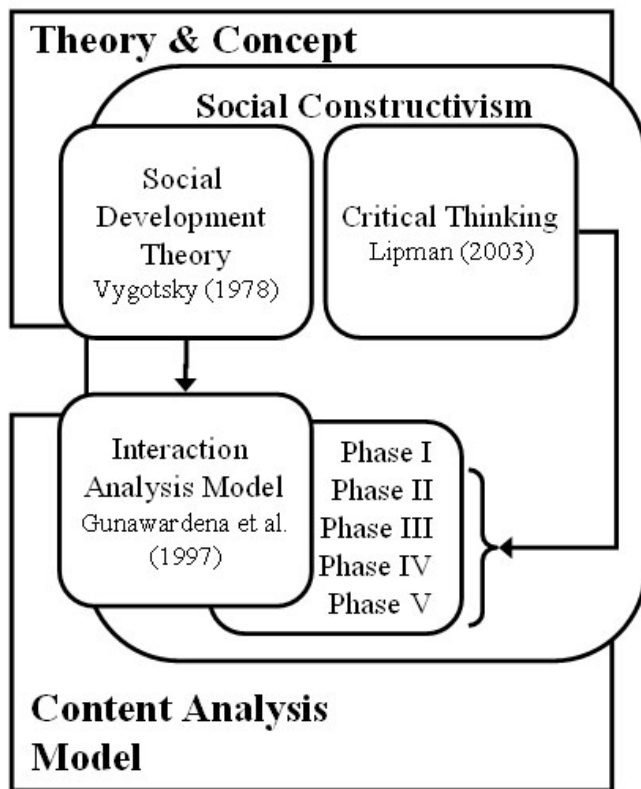 Theory & Concept
Social Constructivism
Social
Development
Theory
Vygotsky (1978)
Critical Thinking
Lipman (2003)
Interaction
Analysis Model
Gunawardena et al.
(1997)
Phase I
Phase II
Phase III
Phase IV
Phase V
Content Analysis
Model